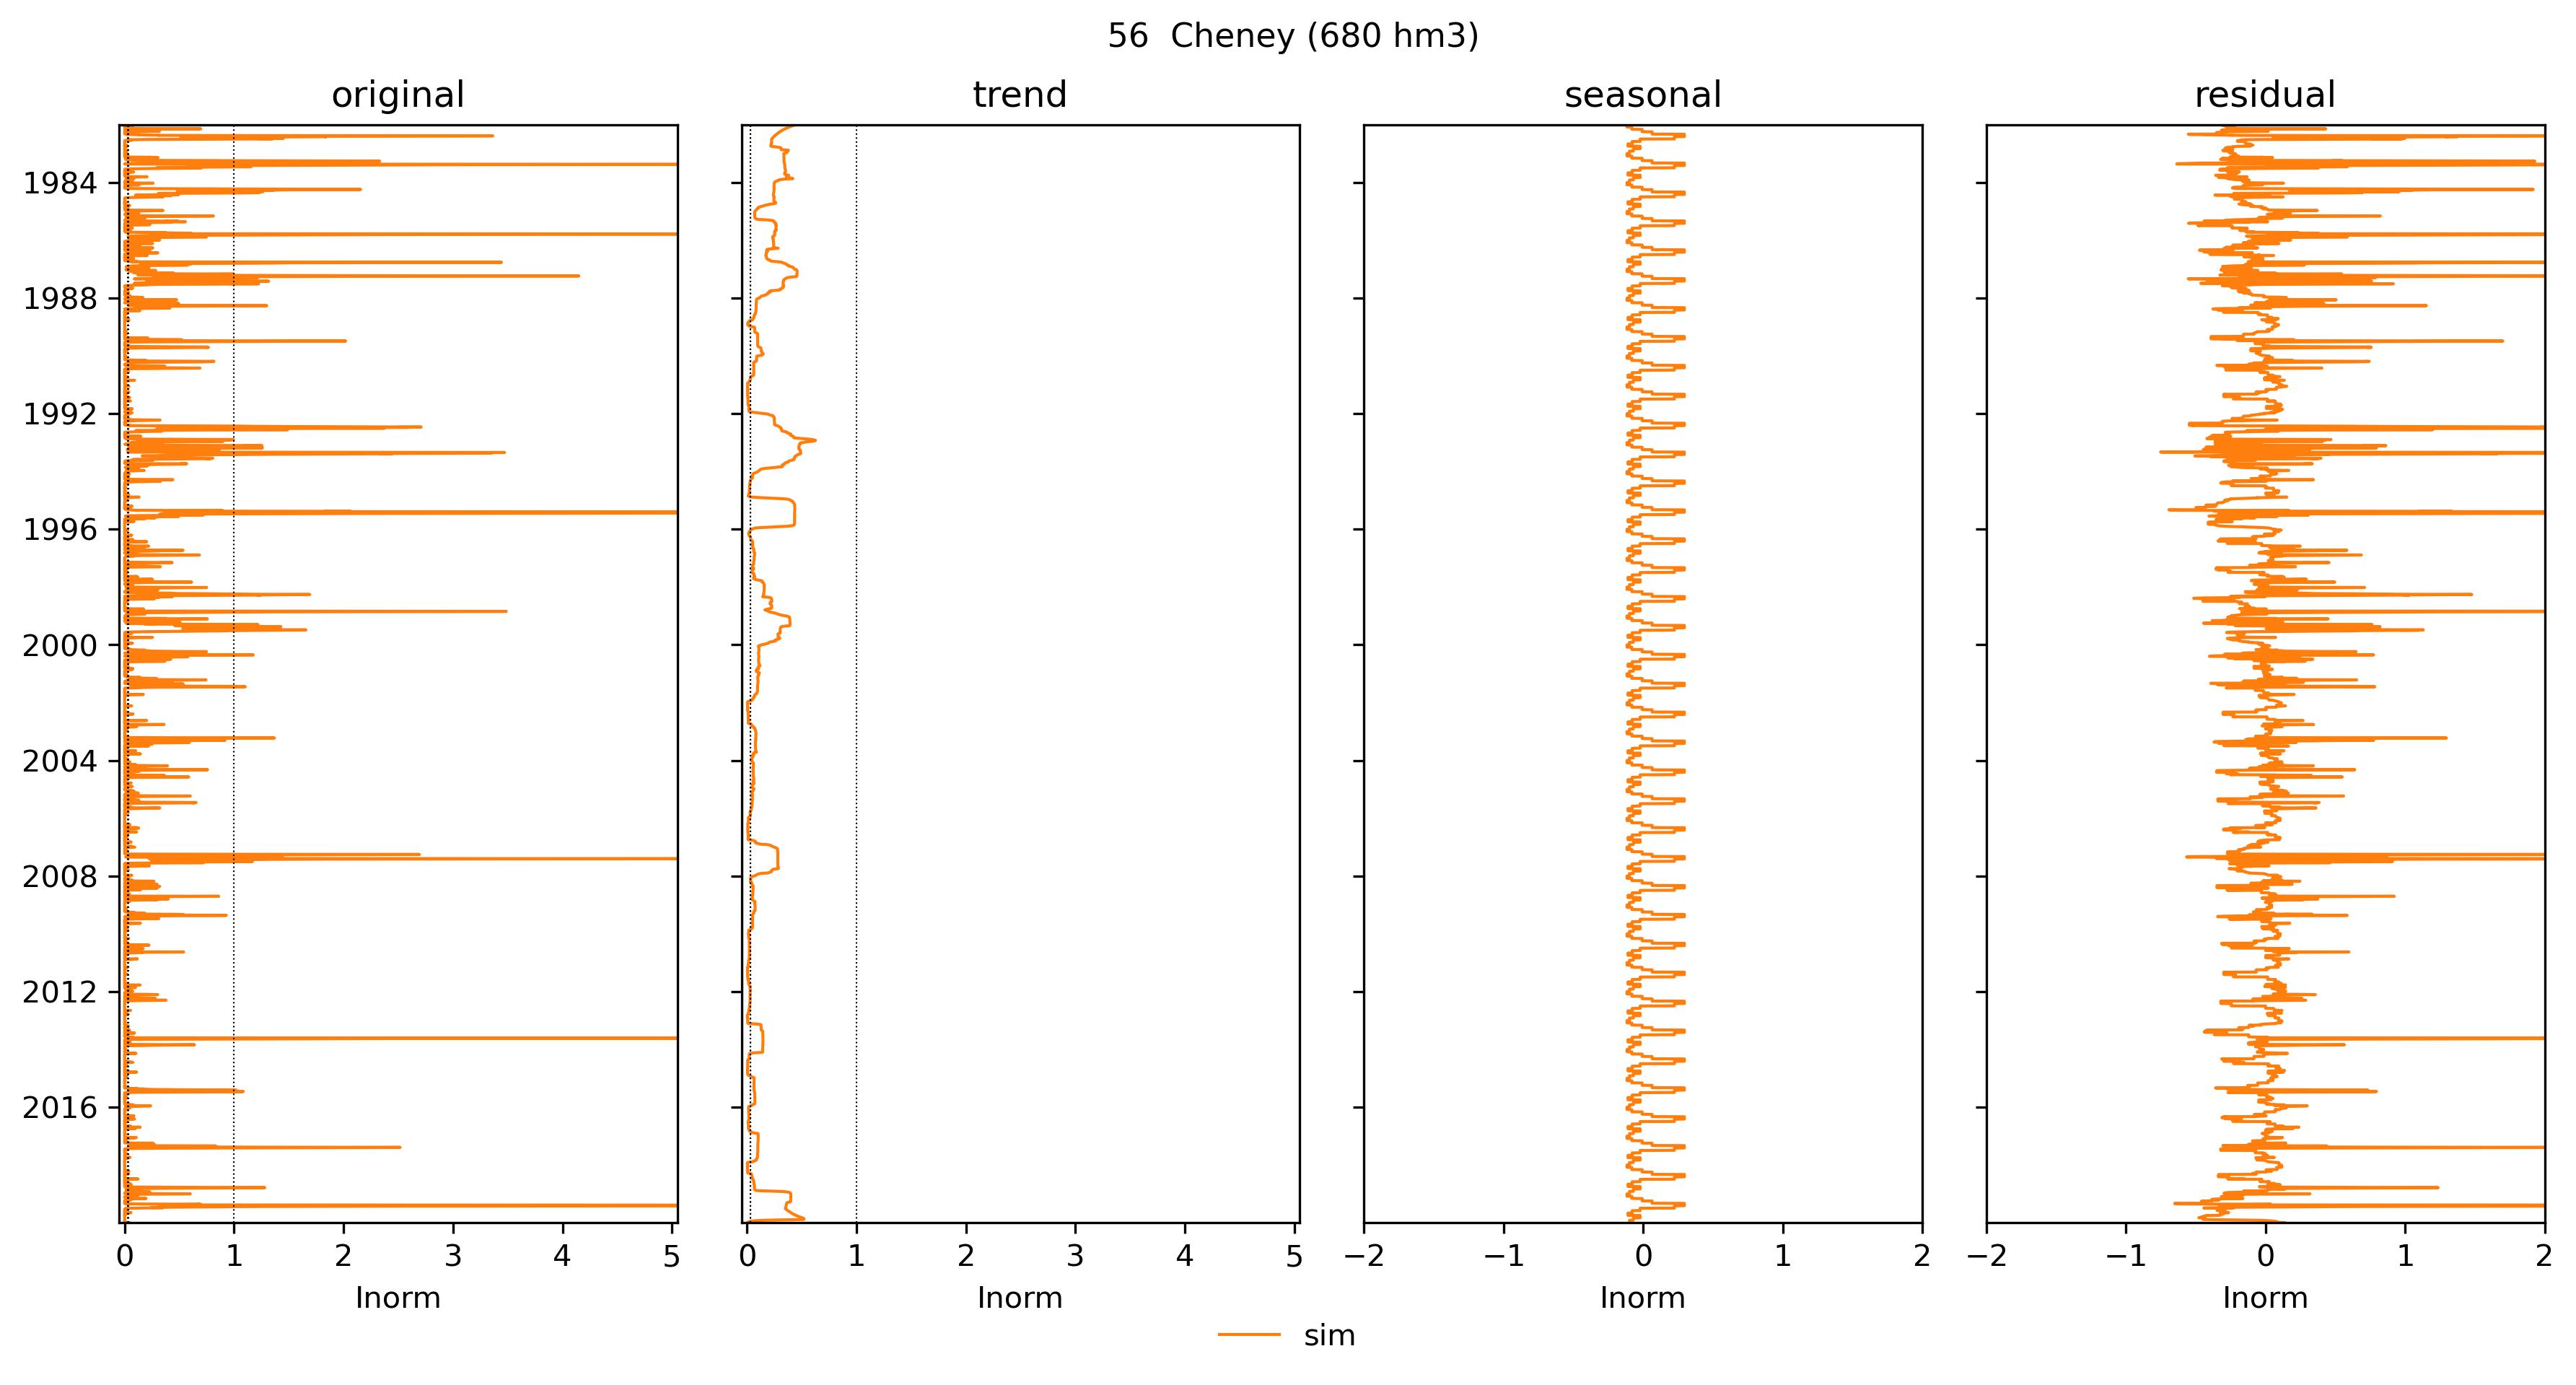 56  Cheney (680 hm3)
original
trend
seasonal
residual
1984
1988
1992
1996
2000
2004
2008
2012
2016
0 1 2 3 4 5
0 1 2 3 4 5
−2 −1 0 1 2
−2 −1 0 1 2
Inorm
Inorm
Inorm
Inorm
sim